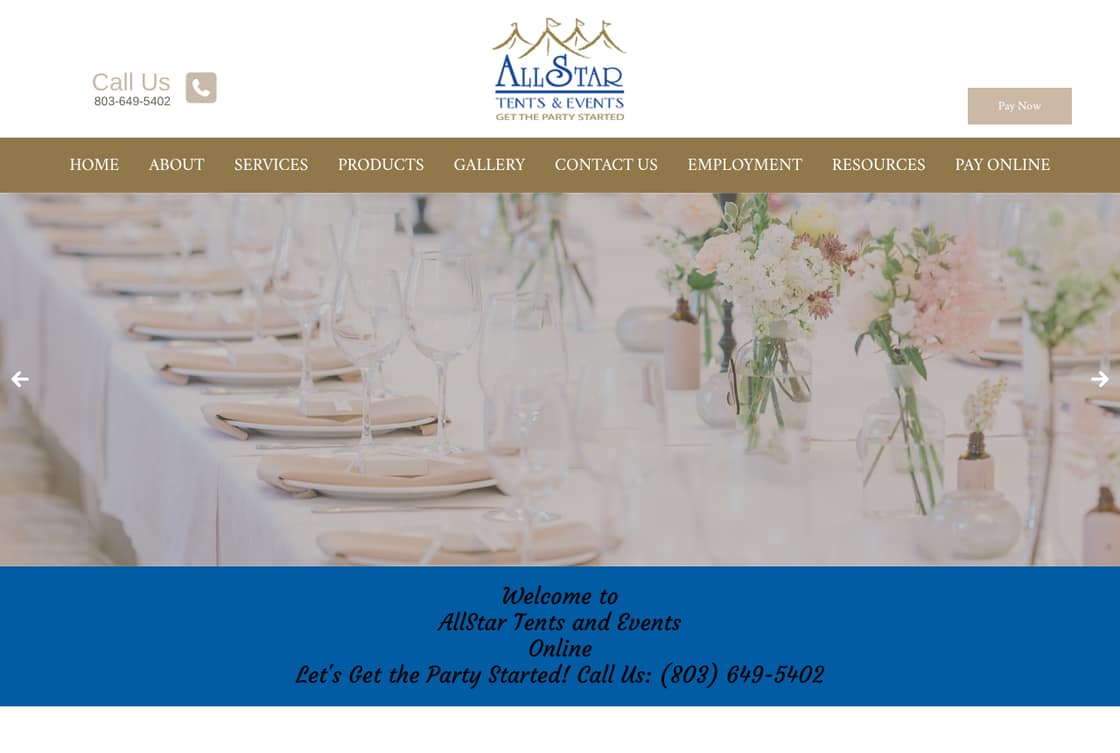 Call Us
803-649-5402
ALLSTAR
TENTS & EVENTS
GET THE PARTY STARTED
Pay Now
HOME ABOUT SERVICES PRODUCTS GALLERY CONTACT US EMPLOYMENT RESOURCES PAY ONLINE
Welcome to
AllStar Tents and Events
Online
Let's Get the Party Started! Call Us: (803) 649-5402